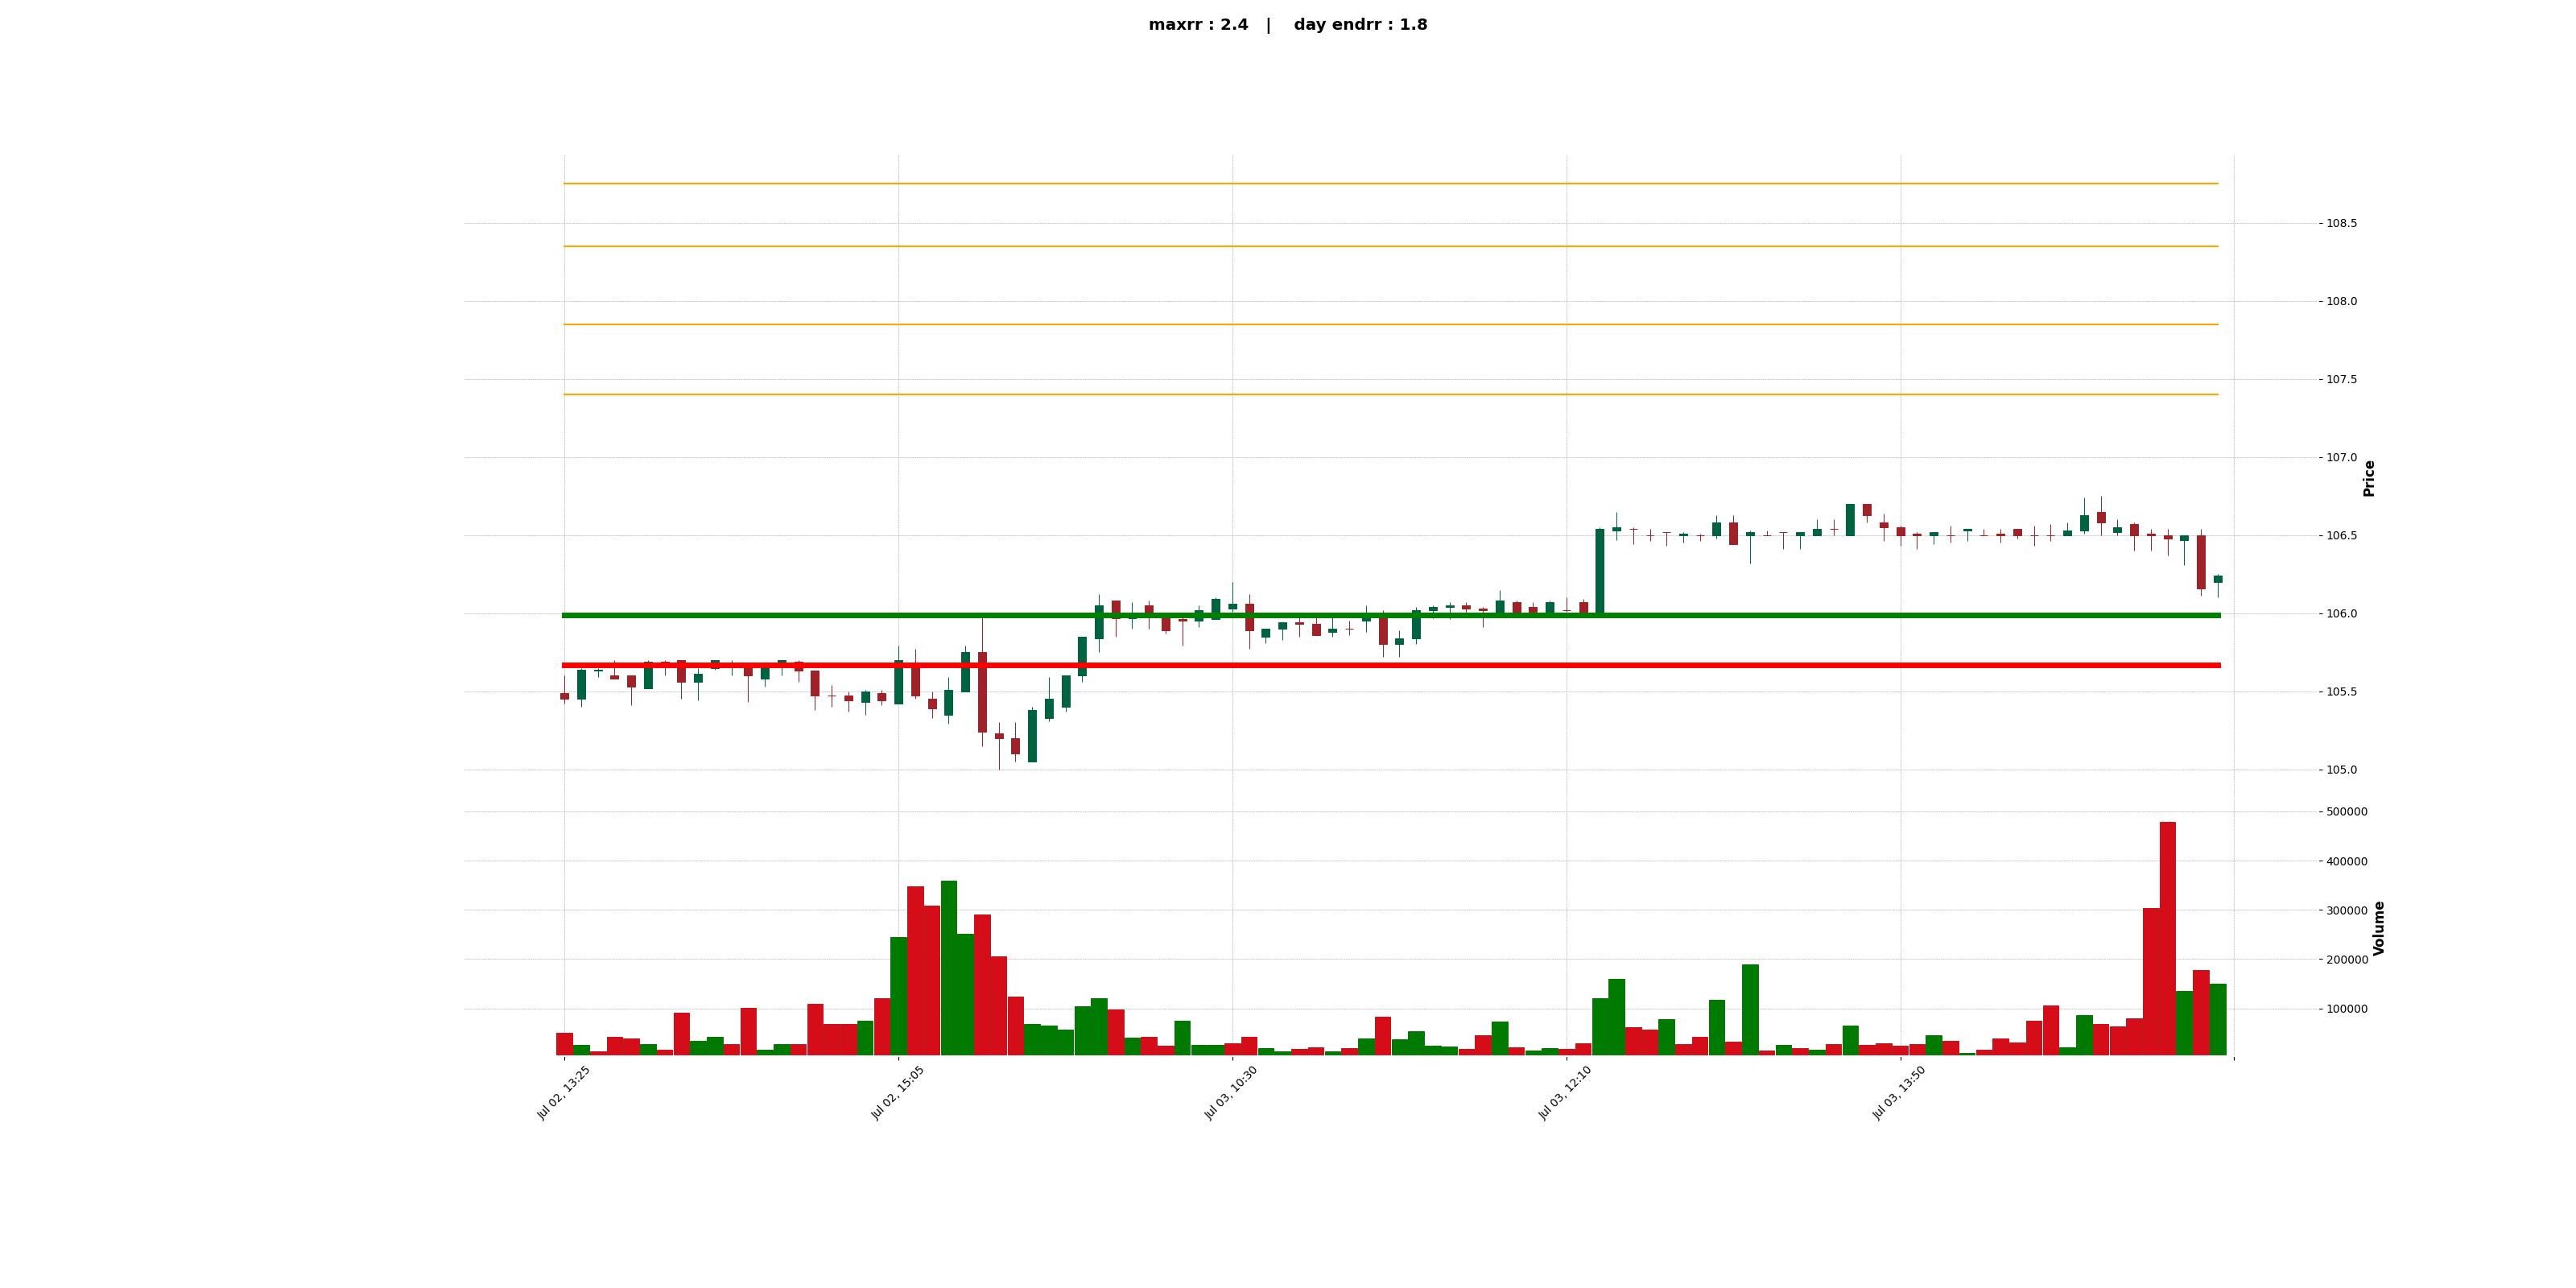 maxrr : 2.4 | day endrr : 1.8
108.5
108.0
107.5
107.0
106.5
106.0
105.5
105.0
Price
500000
400000
300000
200000
100000
Volume
Jul 02, 13:25
Jul 02, 15:05
Jul 03, 10:30
Jul 03, 12:10
Jul 03, 13:50